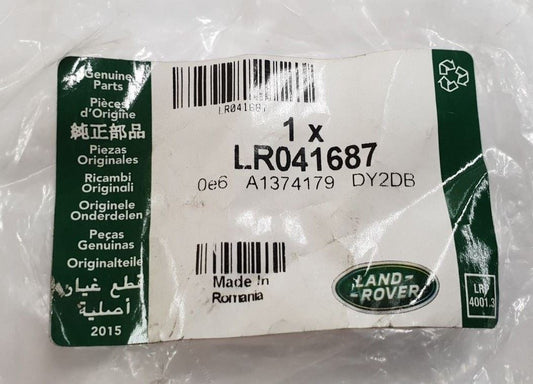 Genuine
Parts
Pièces
d'Origine
純正部品
Piezas
Originales
Ricambi
Originali
Originele
Onderdelen
Peças
Genuinas
Originalteile
قطع غيار
أصلية
2015
LR041687
1 x
LR041687
0e6 A1374179 DY2DB
Made In
Romania
LAND-
-ROVER
LRP
4001.3